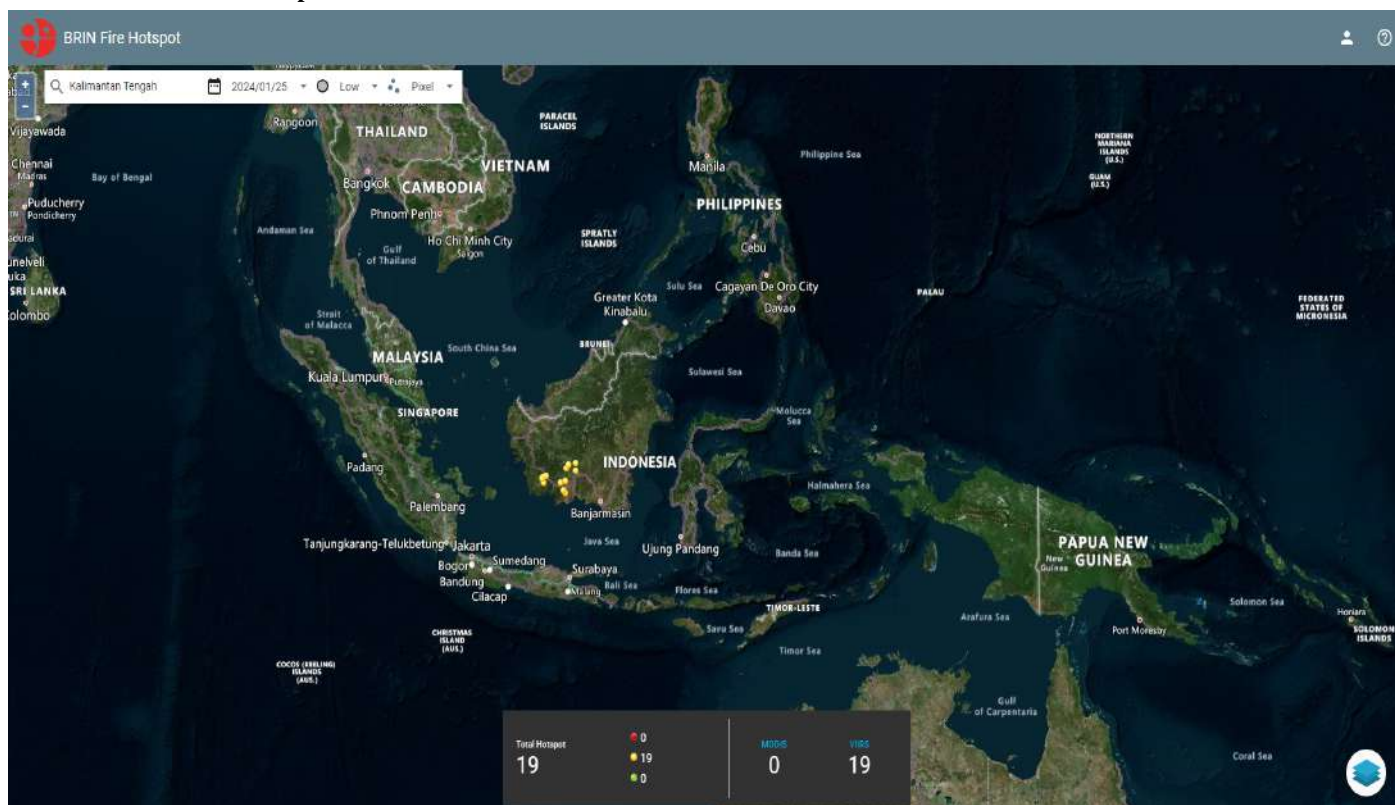 BRIN Fire Hotspot
Kalimantan Tengah
2024/01/25
Low
Pixel
+
-
Vijayawada
Rangoon
THAILAND
PARACEL
ISLANDS
VIETNAM
Manila
Philippine Sea
NORTHERN
MARIANA
ISLANDS
(U.S.)
GUAM
(U.S.)
Chennai
Madras
Bay of Bengal
Bangkok
CAMBODIA
Puducherry
Pondicherry
Phnom Penh
PHILIPPINES
Andaman Sea
Gulf
of Thailand
Ho Chi Minh City
Saigon
SPRATLY
ISLANDS
Cebu
SRI LANKA
Colombo
Sulu Sea
Cagayan De Oro City
Davao
PALAU
FEDERATED
STATES OF
MICRONESIA
Greater Kota
Kinabalu
Strait
of Malacca
BRUNEI
MALAYSIA
South China Sea
Kuala Lumpur
Putrajaya
Sulawesi Sea
SINGAPORE
Molucca
Sea
Padang
INDONESIA
Halmahera Sea
Palembang
Banjarmasin
Tanjungkarang-Telukbetung
Jakarta
Java Sea
Ujung Pandang
Banda Sea
PAPUA NEW
GUINEA
New
Guinea
Bogor
Sumedang
Surabaya
Bandung
Malang
Bali Sea
Flores Sea
Cilacap
TIMOR-LESTE
Solomon Sea
Honiara
SOLOMON
ISLANDS
Savu Sea
Arafura Sea
Port Moresby
CHRISTMAS
ISLAND
(AUS.)
Timor Sea
COCOS (KEELING)
ISLANDS
(AUS.)
Gulf
of Carpentaria
Coral Sea
Total Hotspot
19
0
19
0
MODIS
0
VIIRS
19